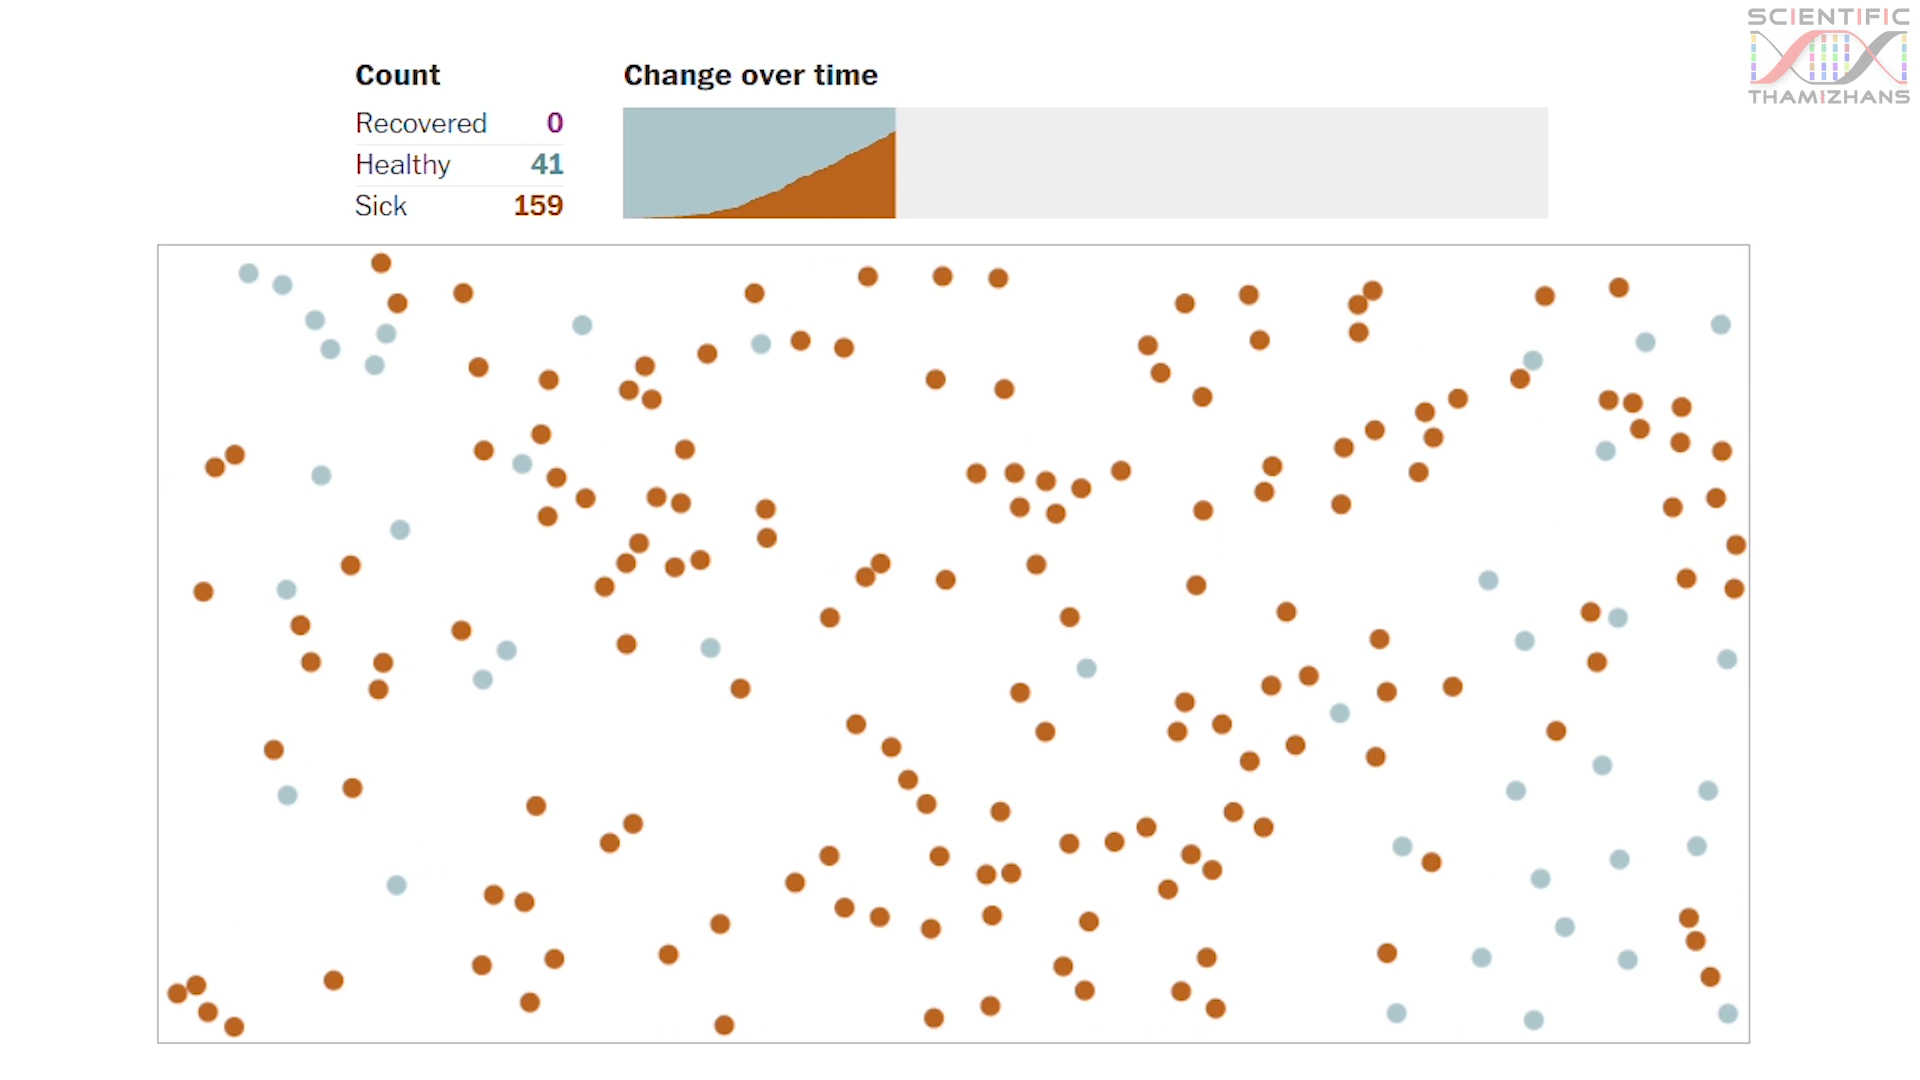 SCIENTIFIC
THAMIZHANS
Count
Recovered 0
Healthy 41
Sick 159
Change over time